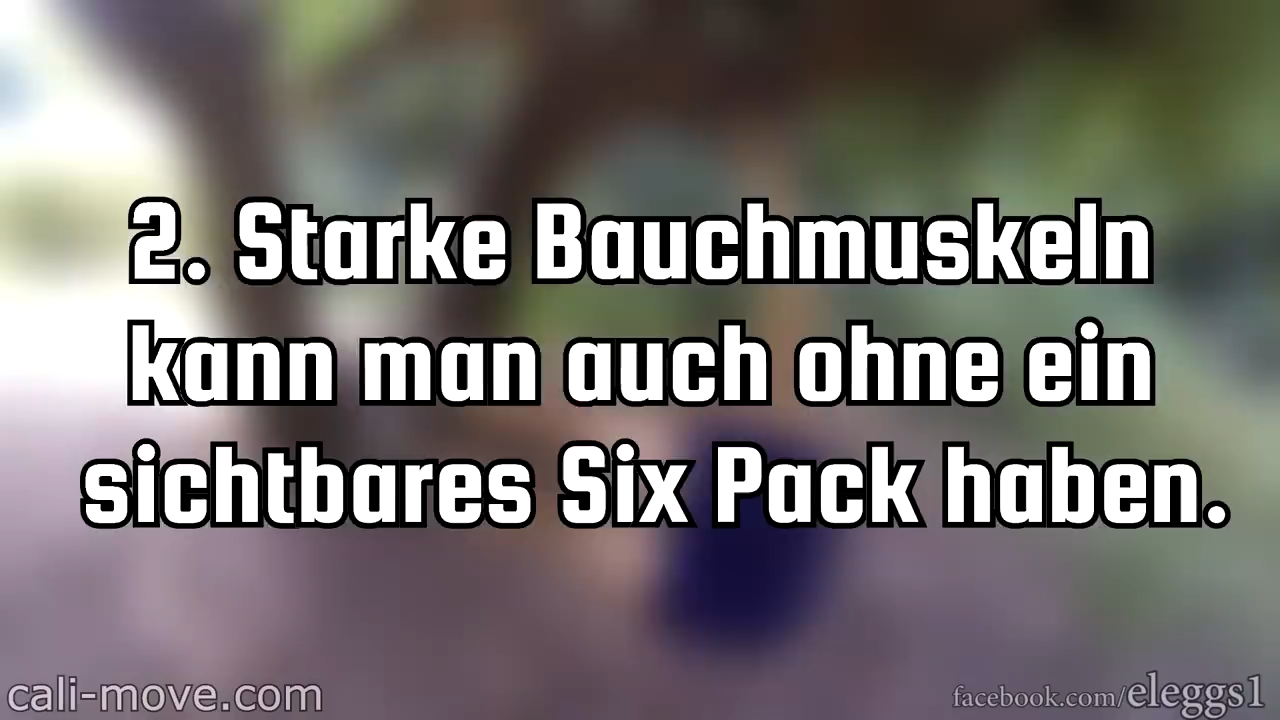 2. Starke Bauchmuskeln
kann man auch ohne ein
sichtbares Six Pack haben.
cali-move.com
facebook.com/eleggs1